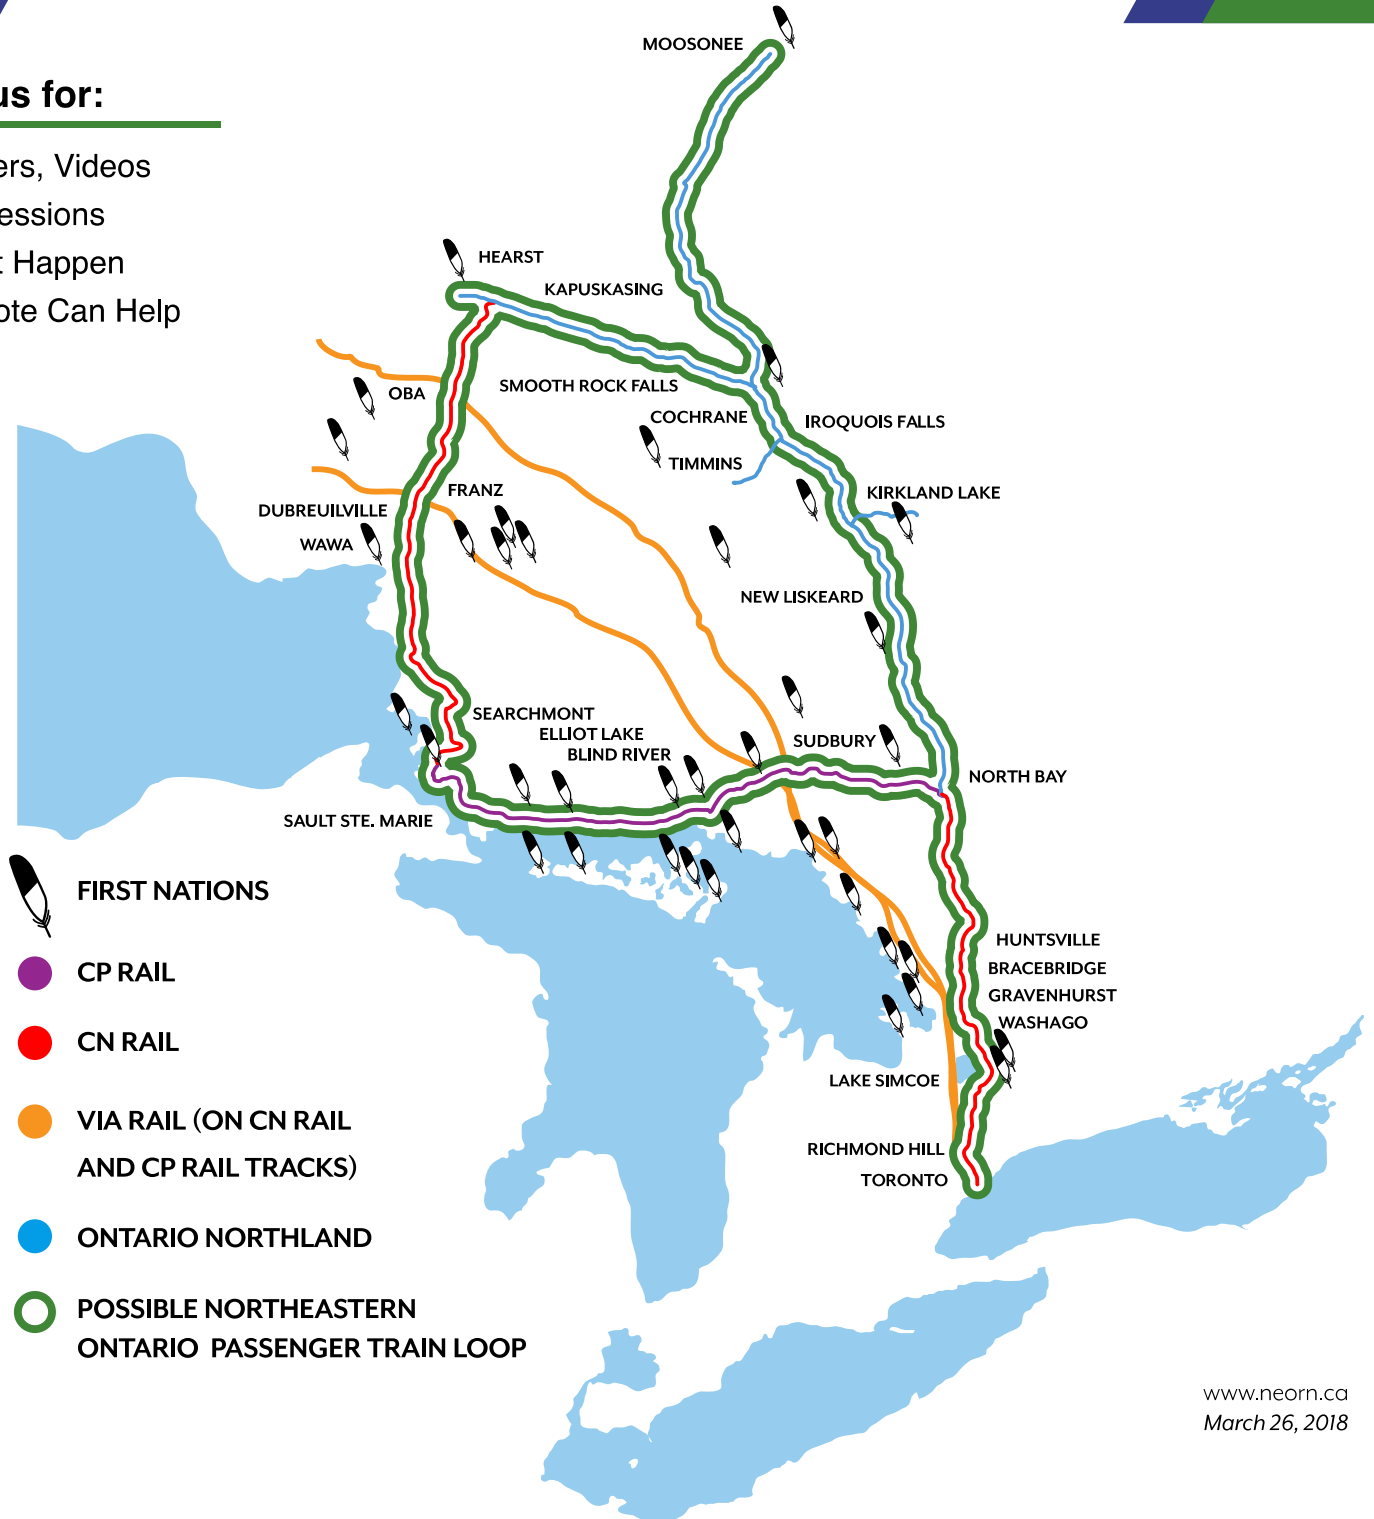 us for:
ers, Videos
essions
t Happen
ote Can Help
MOOSONEE
HEARST
KAPUSKASING
OBA
SMOOTH ROCK FALLS
COCHRANE
IROQUOIS FALLS
TIMMINS
FRANZ
KIRKLAND LAKE
DUBREUILVILLE
WAWA
NEW LISKEARD
SEARCHMONT
ELLIOT LAKE
BLIND RIVER
SUDBURY
NORTH BAY
SAULT STE. MARIE
HUNTSVILLE
BRACEBRIDGE
GRAVENHURST
WASHAGO
LAKE SIMCOE
RICHMOND HILL
TORONTO
FIRST NATIONS
CP RAIL
CN RAIL
VIA RAIL (ON CN RAIL
AND CP RAIL TRACKS)
ONTARIO NORTHLAND
POSSIBLE NORTHEASTERN
ONTARIO PASSENGER TRAIN LOOP
www.neorn.ca
March 26, 2018